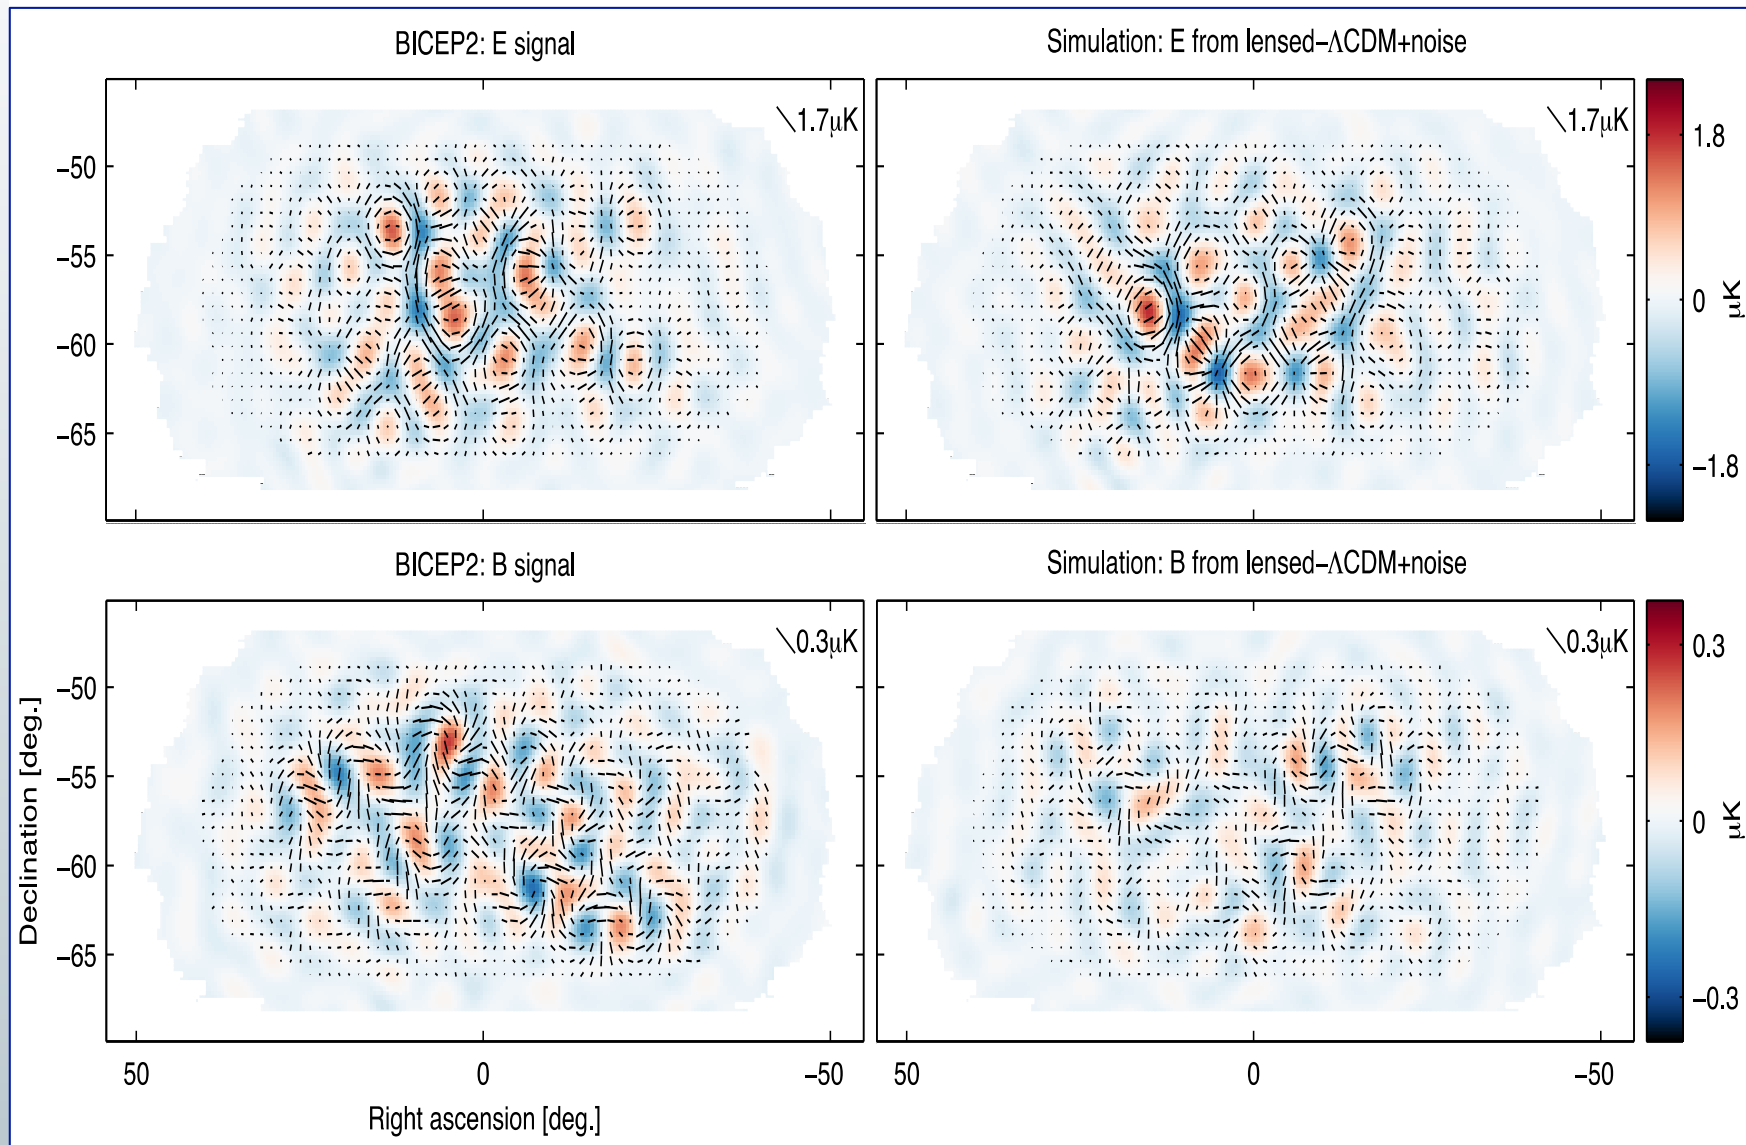 BICEP2: E signal
Simulation: E from lensed−ΛCDM+noise
1.7μK
1.7μK
−50
−55
−60
−65
1.8
0
−1.8
μK
BICEP2: B signal
Simulation: B from lensed−ΛCDM+noise
0.3μK
0.3μK
−50
−55
−60
−65
0.3
0
−0.3
μK
Declination [deg.]
50
0
−50
50
0
−50
Right ascension [deg.]